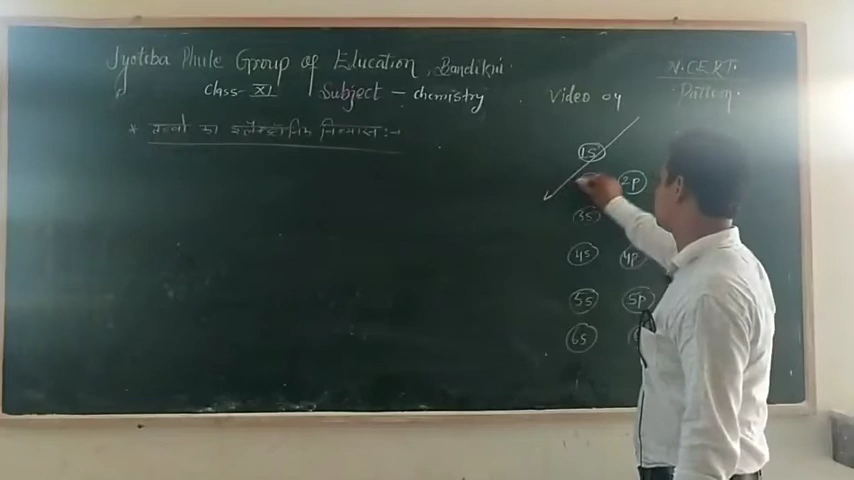 Jyotiba Phule Group of Education, Bandikui
N.C.E.R.T.
Class- XI Subject - chemistry. Video 04 Pattern
* तत्वों का इलेक्ट्रॉनिक विन्यास :-
1s
2p
3s
4s 4p
5s 5p
6s